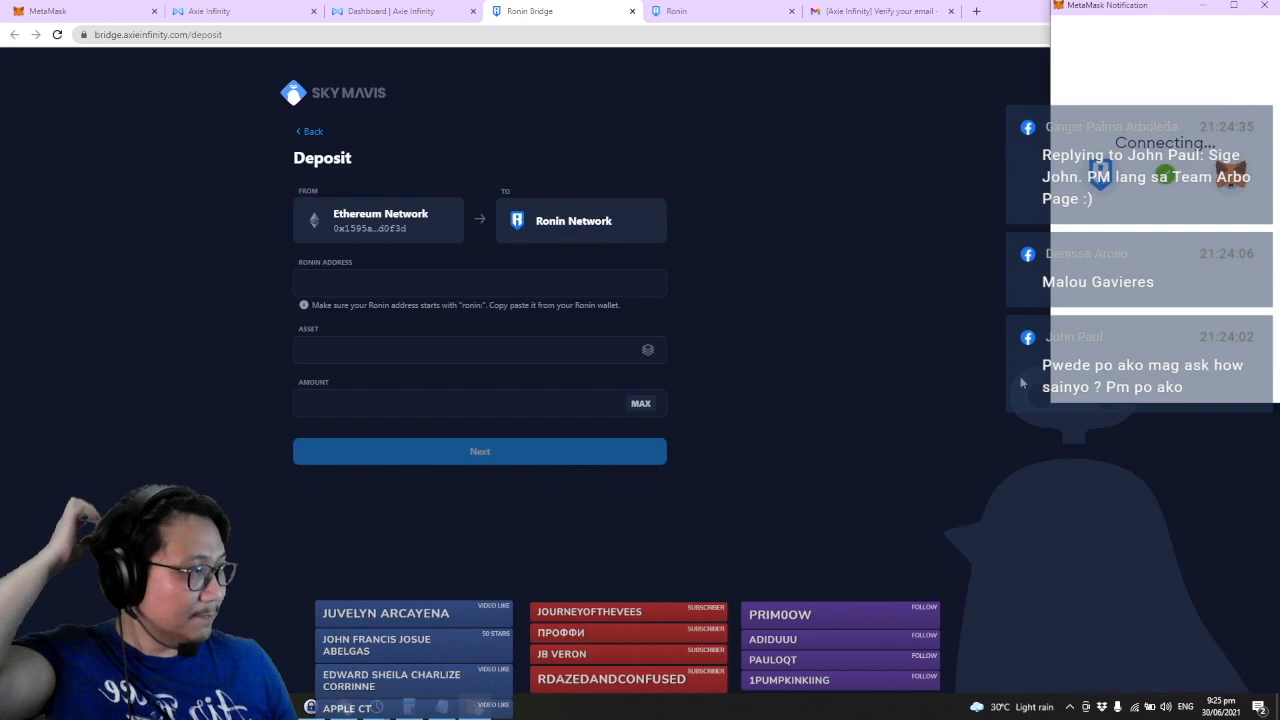 MetaMask
Axie Infinity
Dashboard | Axie Infinity
Ronin Bridge
Ronin
[Axie Infinity] Verify your email -
MetaMask Notification
bridge.axieinfinity.com/deposit
SKY MAVIS
Back
Deposit
FROM
Ethereum Network
0x1595a…d0f3d
TO
Ronin Network
RONIN ADDRESS
Make sure your Ronin address starts with "ronin:". Copy paste it from your Ronin wallet.
ASSET
AMOUNT
MAX
Next
Connecting...
Ginger Palma Arboleda 21:24:35
Replying to John Paul: Sige
John. PM lang sa Team Arbo
Page :)
Denisse Arceo 21:24:06
Malou Gavieres
John Paul 21:24:02
Pwede po ako mag ask how
sainyo ? Pm po ako
JUVELYN ARCAYENA VIDEO LIKE
JOHN FRANCIS JOSUE 50 STARS
ABELGAS
EDWARD SHEILA CHARLIZE VIDEO LIKE
CORRINNE
APPLE CT VIDEO LIKE
JOURNEYOFTHEVEES SUBSCRIBER
ПРОФФИ SUBSCRIBER
JB VERON SUBSCRIBER
RDAZEDANDCONFUSED SUBSCRIBER
PRIM0OW FOLLOW
ADIDUUU FOLLOW
PAULOQT FOLLOW
1PUMPKINKIING FOLLOW
30°C Light rain
ENG
9:25 pm
30/06/2021
2